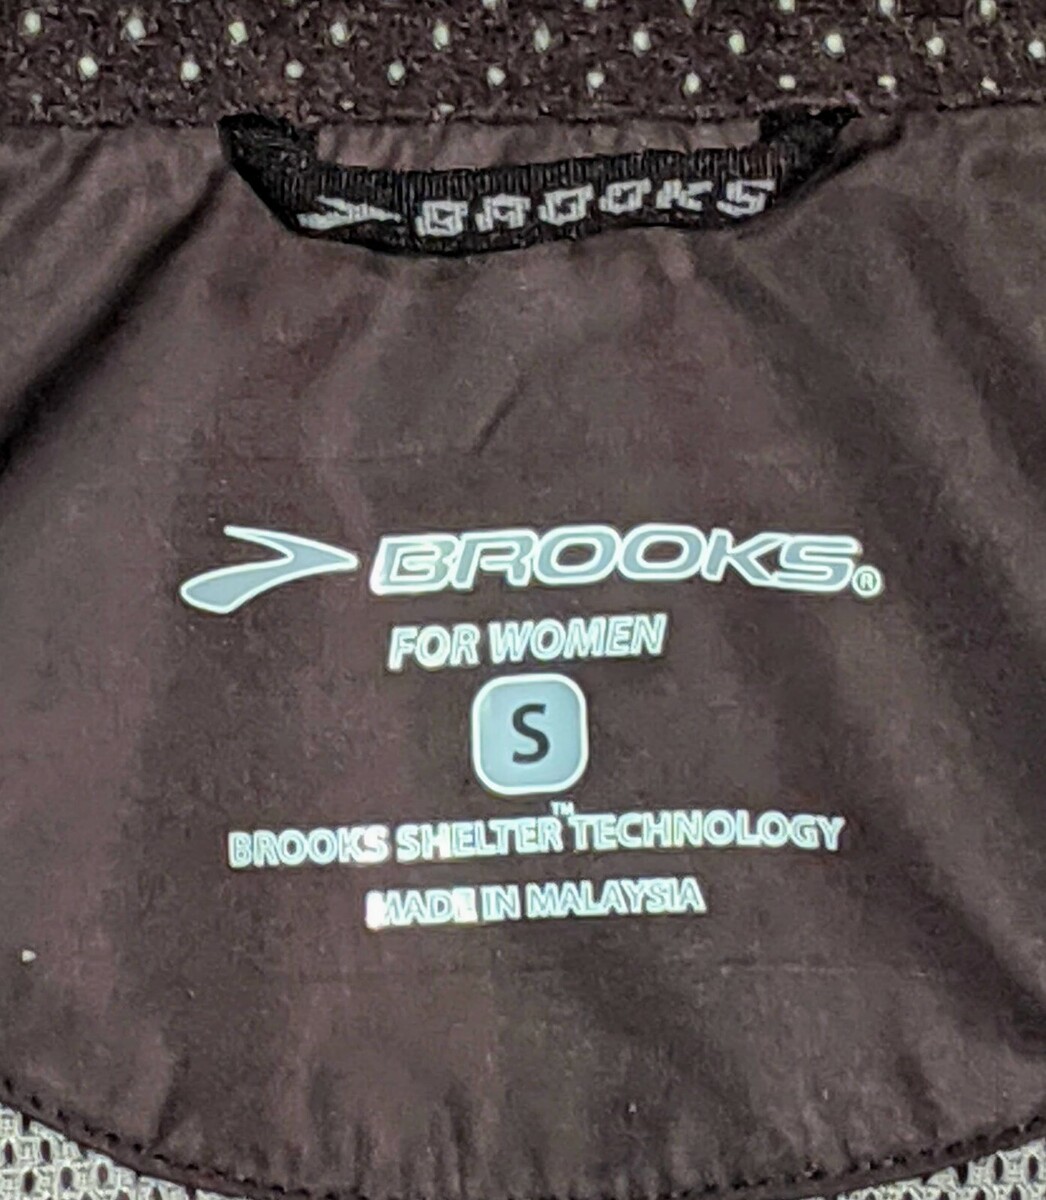 BROOKS
BROOKS®
FOR WOMEN
S
BROOKS SHELTER™ TECHNOLOGY
MADE IN MALAYSIA